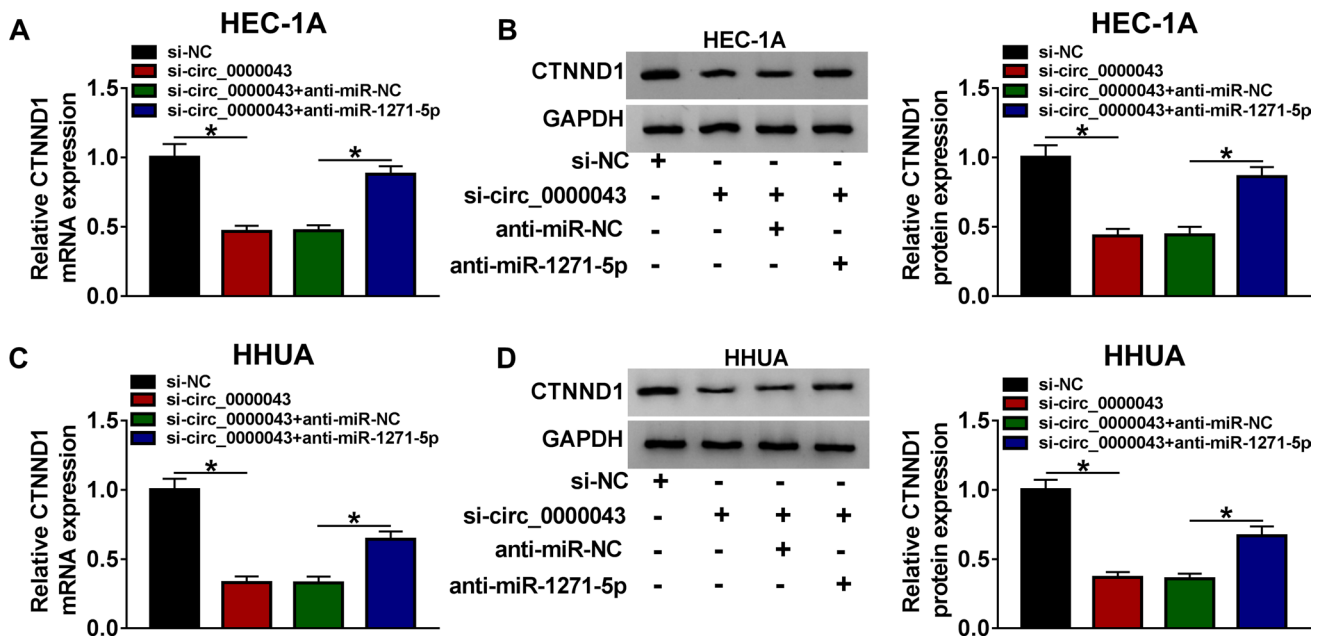 A
HEC-1A
si-NC
si-circ_0000043
si-circ_0000043+anti-miR-NC
si-circ_0000043+anti-miR-1271-5p
Relative CTNND1
mRNA expression
1.5
1.0
0.5
0.0
*
*
B
HEC-1A
CTNND1
GAPDH
si-NC + - - -
si-circ_0000043 - + + +
anti-miR-NC - - + -
anti-miR-1271-5p - - - +
HEC-1A
si-NC
si-circ_0000043
si-circ_0000043+anti-miR-NC
si-circ_0000043+anti-miR-1271-5p
Relative CTNND1
protein expression
1.5
1.0
0.5
0.0
*
*
C
HHUA
si-NC
si-circ_0000043
si-circ_0000043+anti-miR-NC
si-circ_0000043+anti-miR-1271-5p
Relative CTNND1
mRNA expression
1.5
1.0
0.5
0.0
*
*
D
HHUA
CTNND1
GAPDH
si-NC + - - -
si-circ_0000043 - + + +
anti-miR-NC - - + -
anti-miR-1271-5p - - - +
HHUA
si-NC
si-circ_0000043
si-circ_0000043+anti-miR-NC
si-circ_0000043+anti-miR-1271-5p
Relative CTNND1
protein expression
1.5
1.0
0.5
0.0
*
*